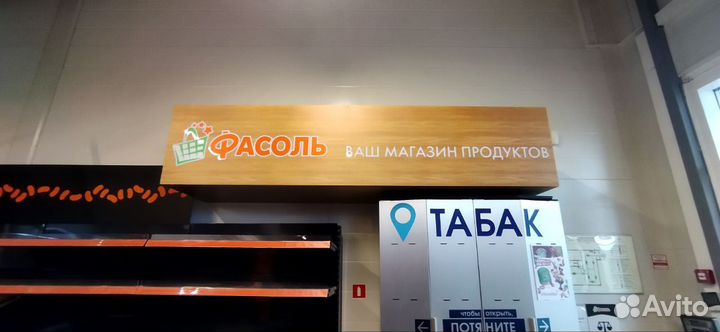 ФАСОЛЬ ВАШ МАГАЗИН ПРОДУКТОВ
ТАБАК
чтобы открыть,
ПОТЯНИТЕ
Avito